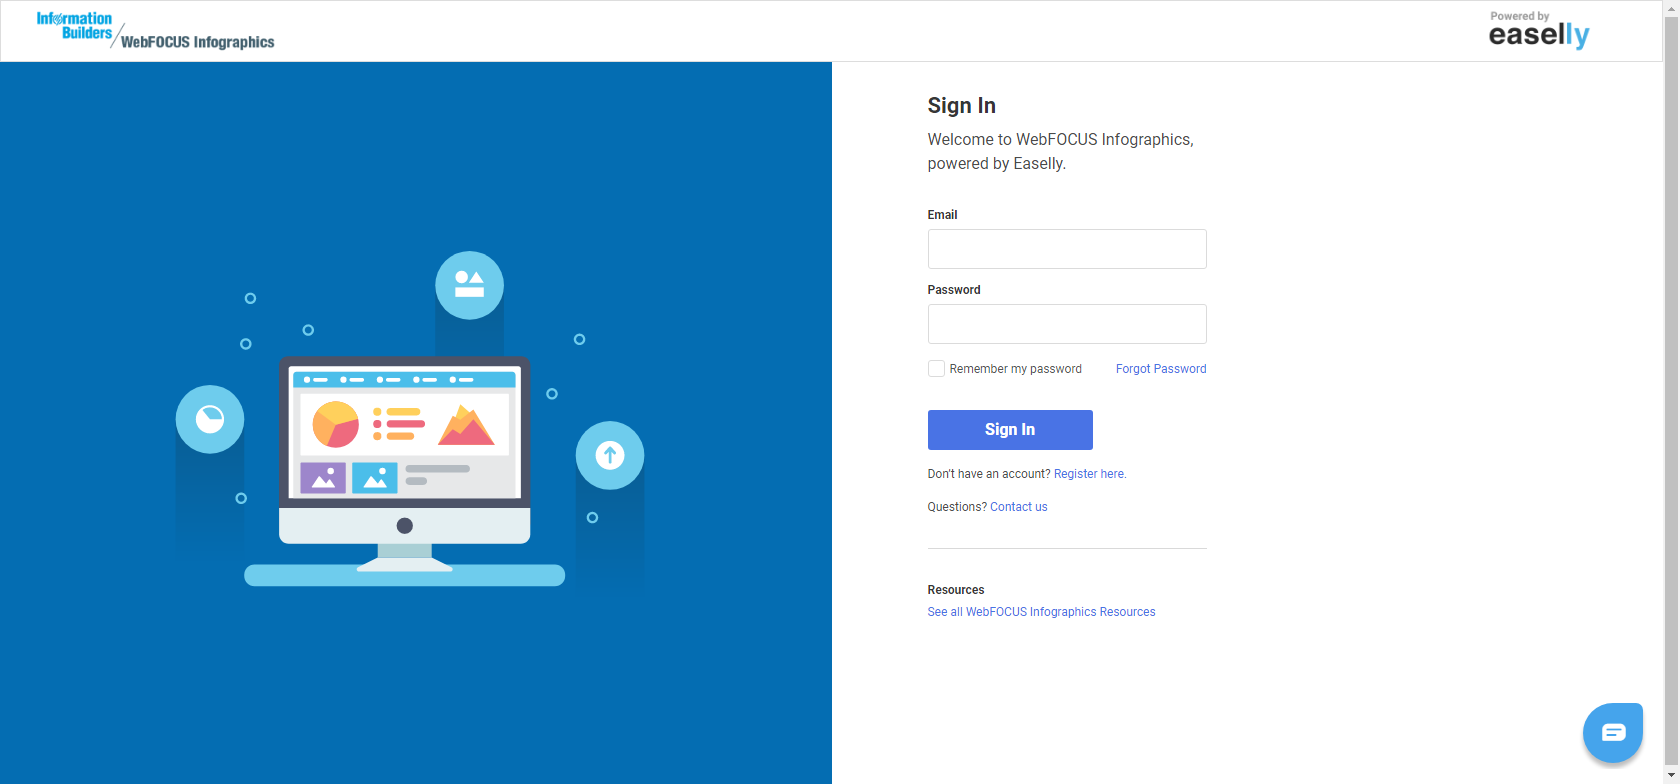 Information
Builders
WebFOCUS Infographics
Powered by
easelly
Sign In
Welcome to WebFOCUS Infographics,
powered by Easelly.
Email
Password
Remember my password
Forgot Password
Sign In
Don't have an account? Register here.
Questions? Contact us
Resources
See all WebFOCUS Infographics Resources